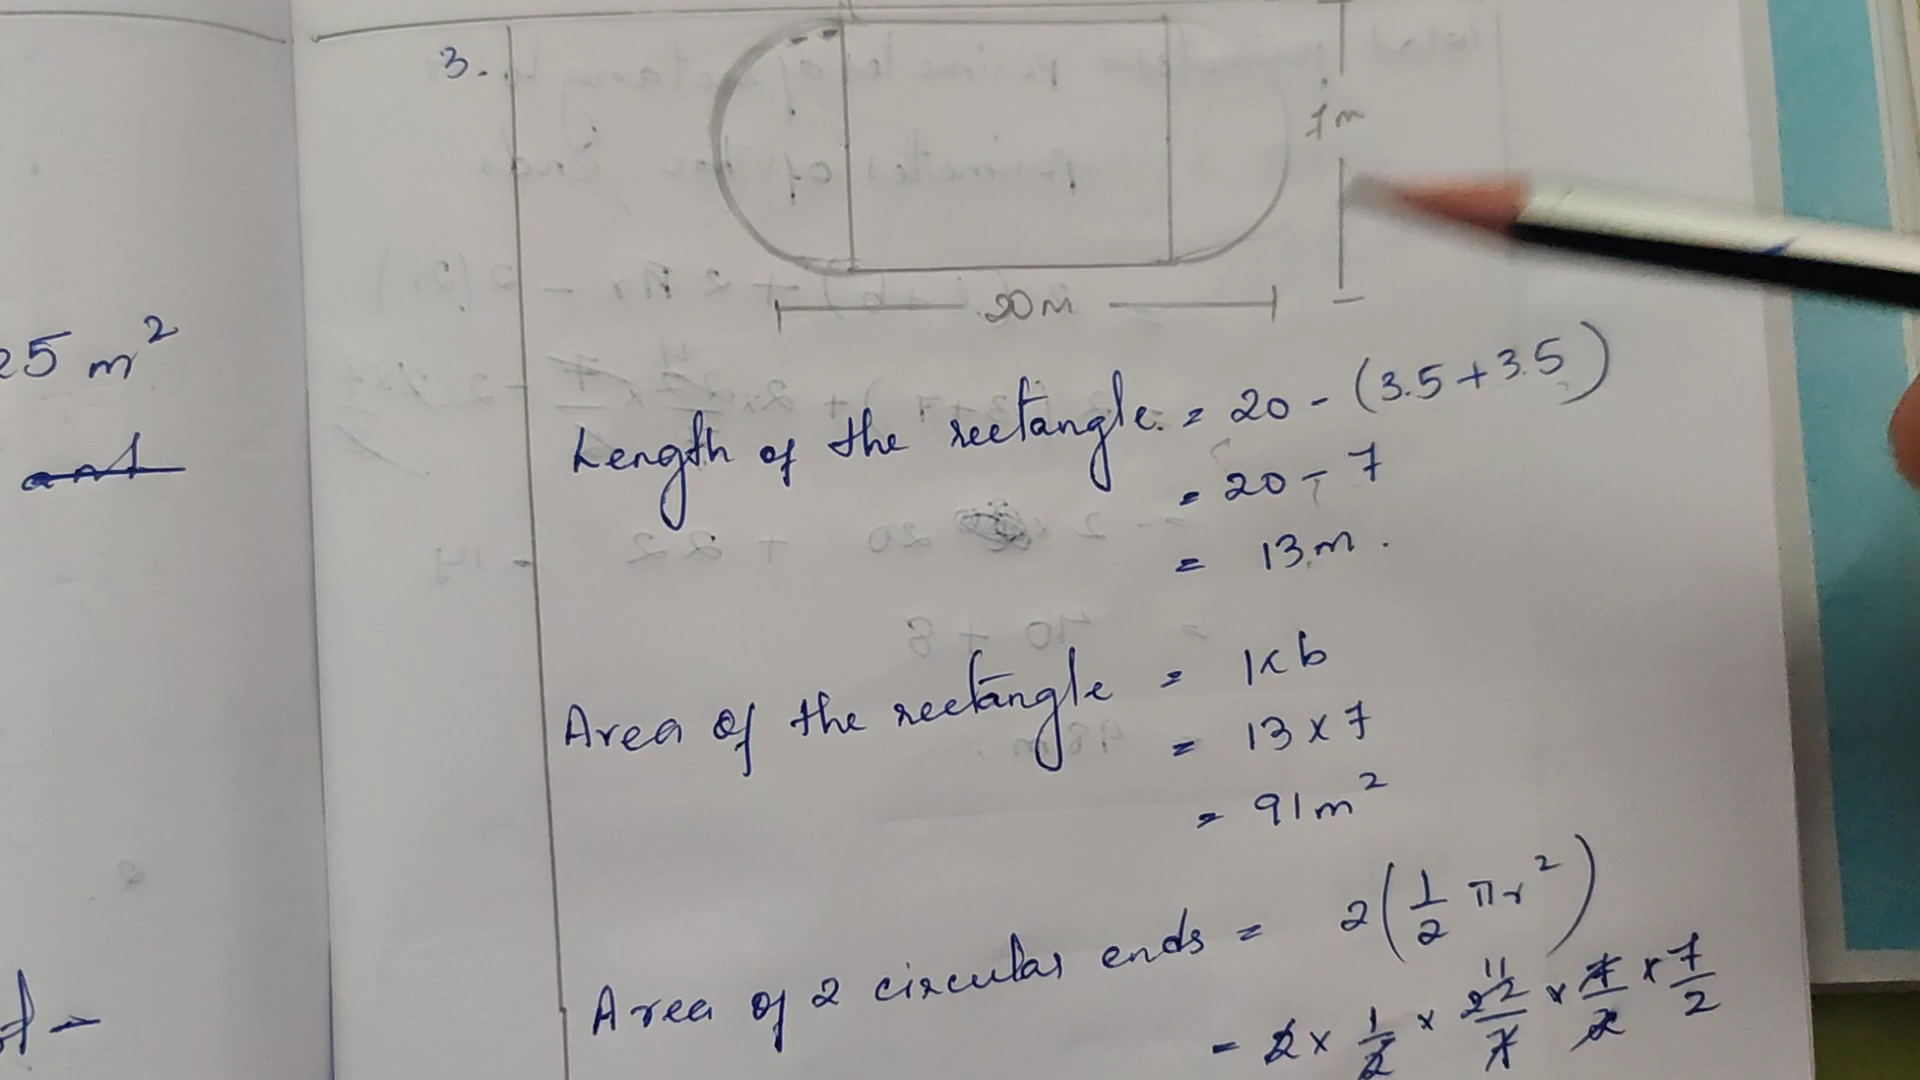 3.
7m
20m
25 m²
Length of the rectangle. = 20 - (3.5 + 3.5)
= 20 - 7
= 13 m.
Area of the rectangle = l×b
= 13 × 7
= 91 m²
Area of 2 circular ends = 2(1/2 πr²)
= 2 × 1/2 × 22/7 × 7/2 × 7/2
11